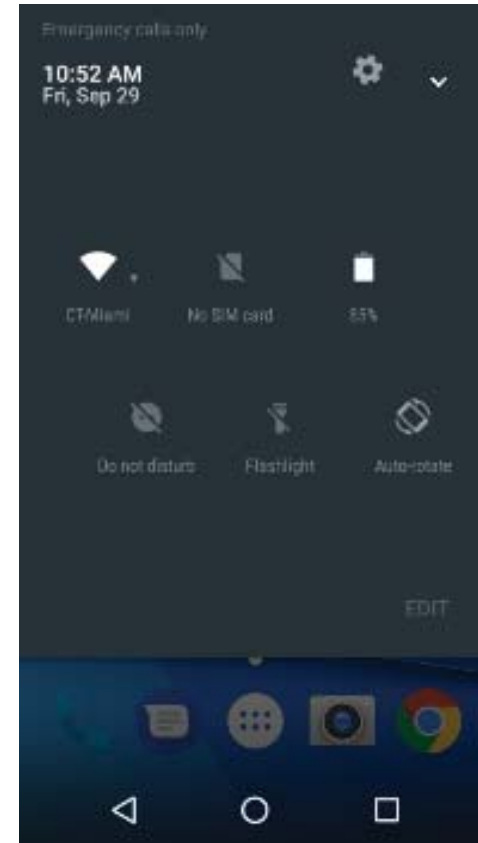 Emergency calls only
10:52 AM
Fri, Sep 29
CT-Miami
No SIM card
85%
Do not disturb
Flashlight
Auto-rotate
EDIT